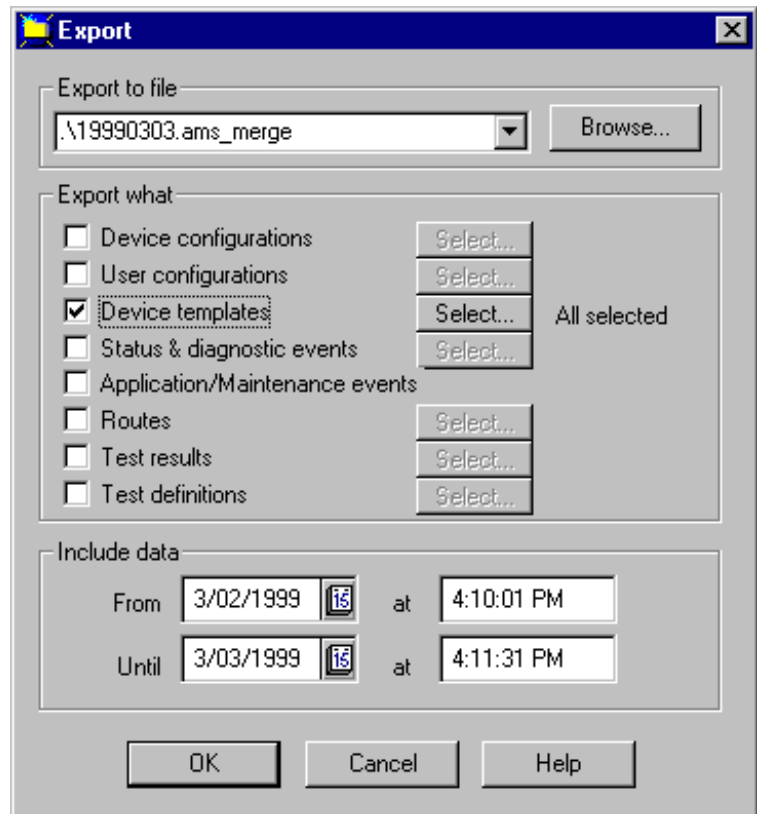 Export
Export to file
.\19990303.ams_merge
Browse...
Export what
Device configurations Select...
User configurations Select...
Device templates Select... All selected
Status & diagnostic events Select...
Application/Maintenance events
Routes Select...
Test results Select...
Test definitions Select...
Include data
From 3/02/1999 15 at 4:10:01 PM
Until 3/03/1999 15 at 4:11:31 PM
OK Cancel Help